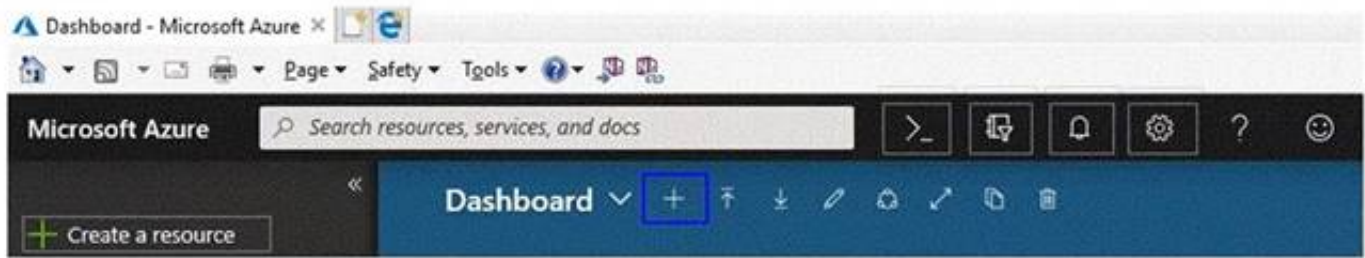 Dashboard - Microsoft Azure
Page Safety Tools
Microsoft Azure Search resources, services, and docs >_ ?
Dashboard
Create a resource